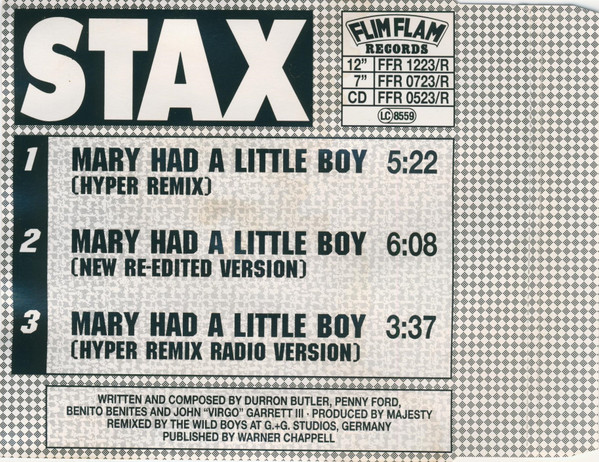 STAX
FLIM FLAM
RECORDS
12" FFR 1223/R
7" FFR 0723/R
CD FFR 0523/R
LC 8559
1 MARY HAD A LITTLE BOY 5:22
(HYPER REMIX)
2 MARY HAD A LITTLE BOY 6:08
(NEW RE-EDITED VERSION)
3 MARY HAD A LITTLE BOY 3:37
(HYPER REMIX RADIO VERSION)
WRITTEN AND COMPOSED BY DURRON BUTLER, PENNY FORD,
BENITO BENITES AND JOHN "VIRGO" GARRETT III · PRODUCED BY MAJESTY
REMIXED BY THE WILD BOYS AT G.+G. STUDIOS, GERMANY
PUBLISHED BY WARNER CHAPPELL